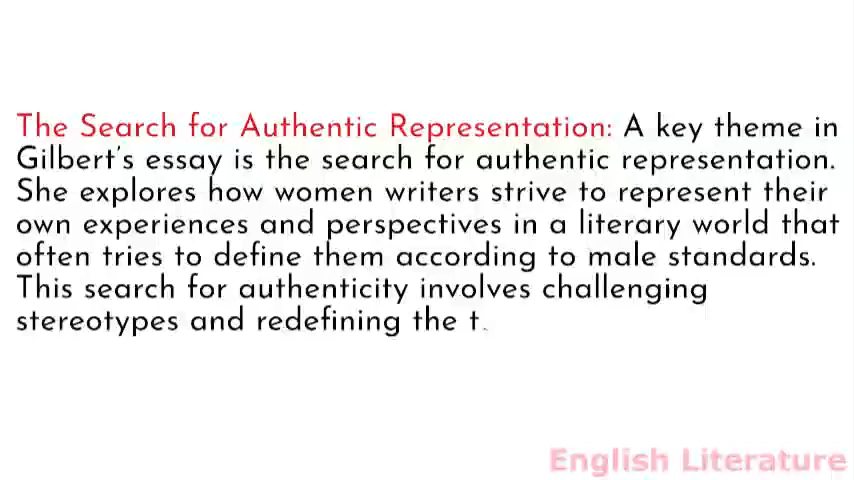 The Search for Authentic Representation: A key theme in
Gilbert's essay is the search for authentic representation.
She explores how women writers strive to represent their
own experiences and perspectives in a literary world that
often tries to define them according to male standards.
This search for authenticity involves challenging
stereotypes and redefining the t
English Literature